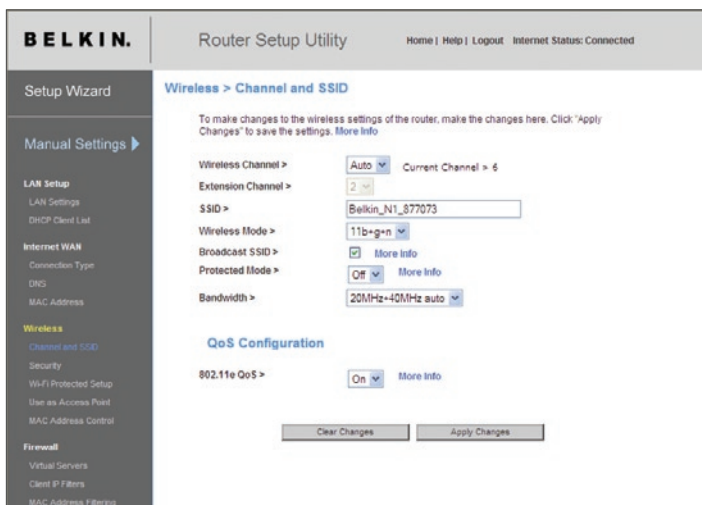 BELKIN.
Router Setup Utility
Home | Help | Logout Internet Status: Connected
Setup Wizard
Manual Settings
LAN Setup
LAN Settings
DHCP Client List
Internet WAN
Connection Type
DNS
MAC Address
Wireless
Channel and SSID
Security
Wi-Fi Protected Setup
Use as Access Point
MAC Address Control
Firewall
Virtual Servers
Client IP Filters
MAC Address Filtering
Wireless > Channel and SSID
To make changes to the wireless settings of the router, make the changes here. Click "Apply
Changes" to save the settings. More Info
Wireless Channel > Auto Current Channel > 6
Extension Channel > 2
SSID > Belkin_N1_877073
Wireless Mode > 11b+g+n
Broadcast SSID > More Info
Protected Mode > Off More Info
Bandwidth > 20MHz+40MHz auto
QoS Configuration
802.11e QoS > On More Info
Clear Changes Apply Changes